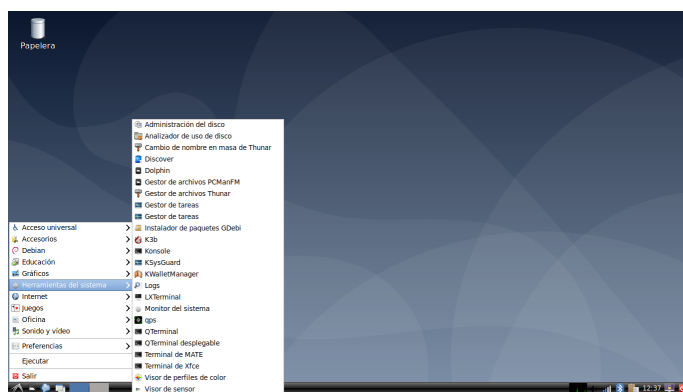 Papelera
Administración del disco
Analizador de uso de disco
Cambio de nombre en masa de Thunar
Discover
Dolphin
Gestor de archivos PCManFM
Gestor de archivos Thunar
Gestor de tareas
Gestor de tareas
Instalador de paquetes GDebi
K3b
Konsole
KSysGuard
KWalletManager
Logs
LXTerminal
Monitor del sistema
qps
QTerminal
QTerminal desplegable
Terminal de MATE
Terminal de Xfce
Visor de perfiles de color
Visor de sensor
Acceso universal
Accesorios
Debian
Educación
Gráficos
Herramientas del sistema
Internet
Juegos
Oficina
Sonido y vídeo
Preferencias
Ejecutar
Salir
12:37